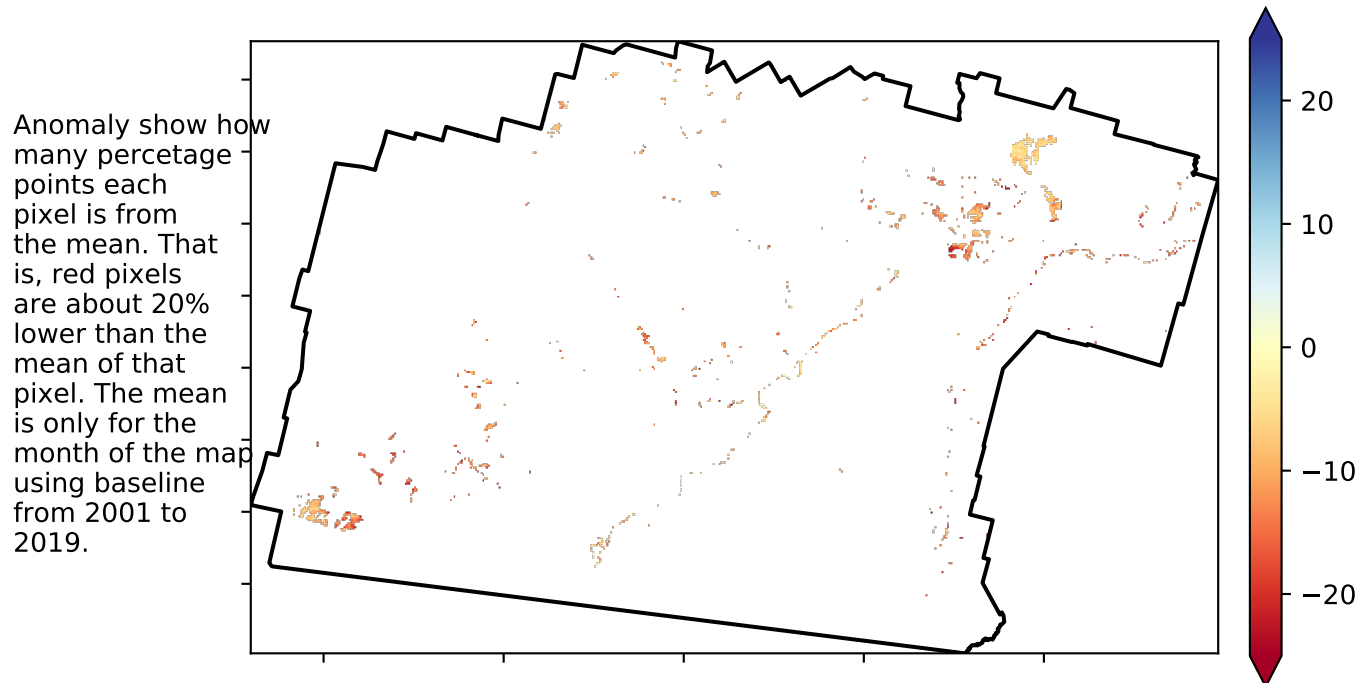 Anomaly show how
many percetage
points each
pixel is from
the mean. That
is, red pixels
are about 20%
lower than the
mean of that
pixel. The mean
is only for the
month of the map
using baseline
from 2001 to
2019.
20
10
0
−10
−20